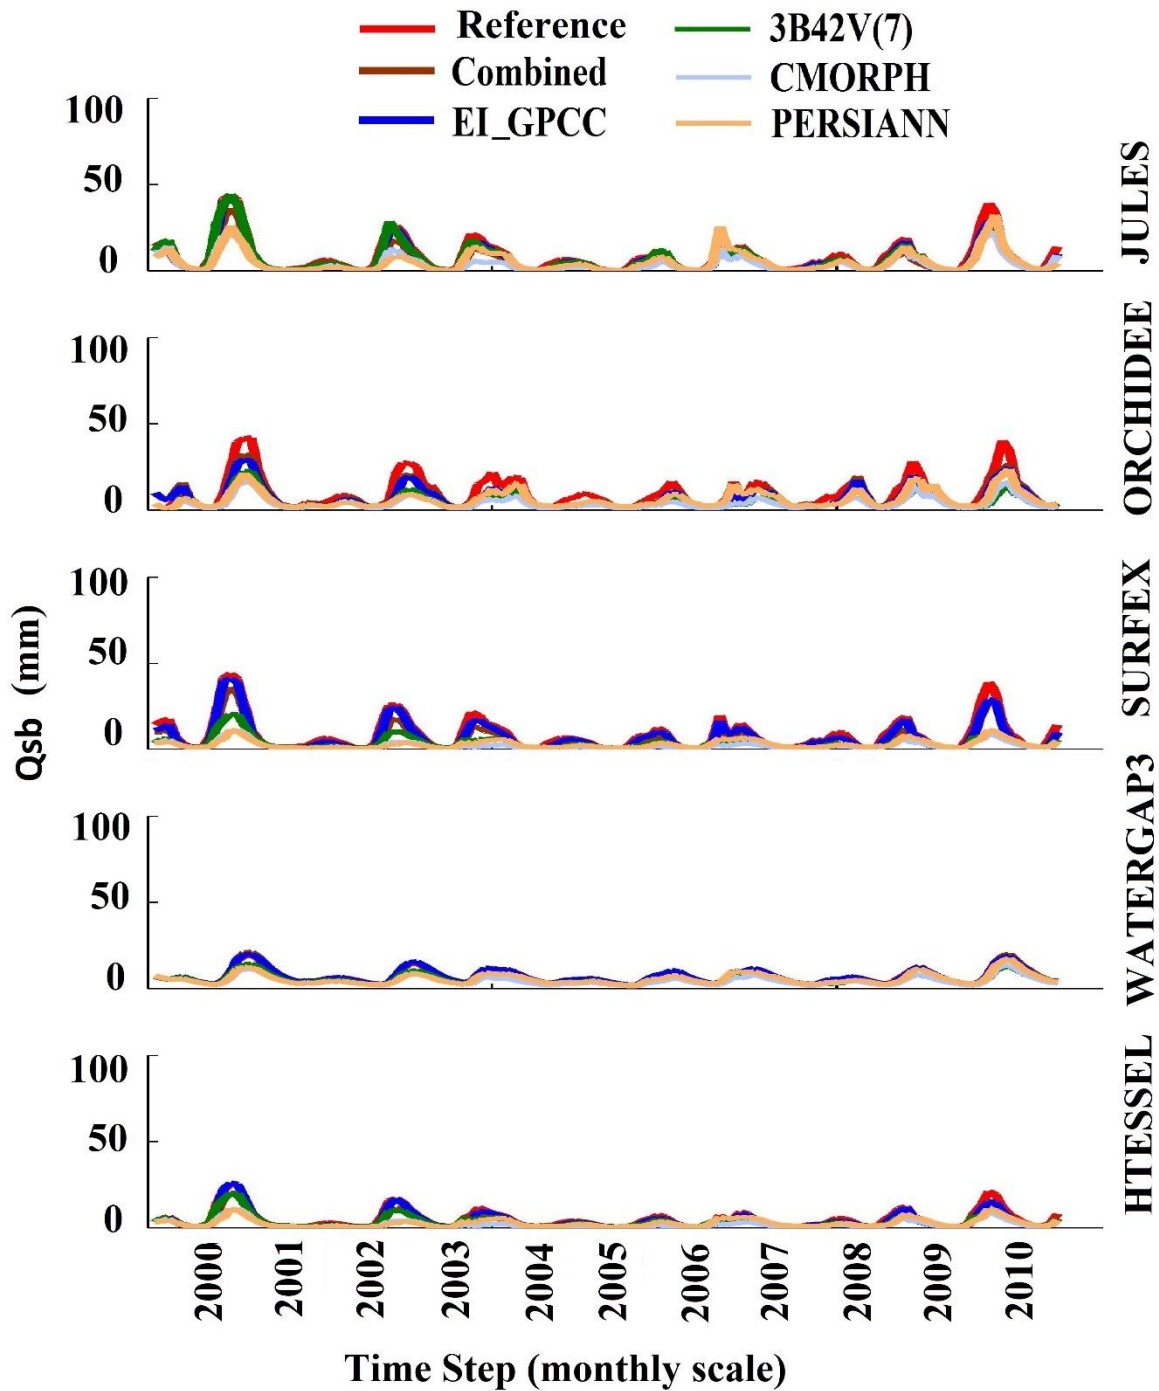 Reference
3B42V(7)
Combined
CMORPH
EI_GPCC
PERSIANN
100
50
0
JULES
100
50
0
ORCHIDEE
100
50
0
SURFEX
Qsb (mm)
100
50
0
WATERGAP3
100
50
0
HTESSEL
2000
2001
2002
2003
2004
2005
2006
2007
2008
2009
2010
Time Step (monthly scale)